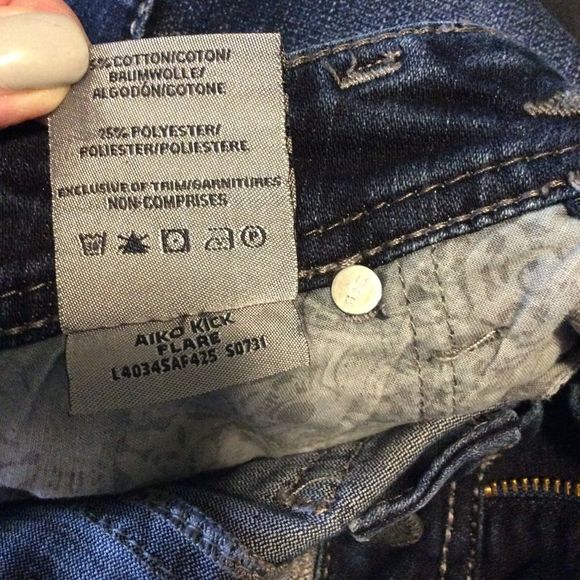 % COTTON/COTON/
BAUMWOLLE/
ALGODÓN/COTONE
25% POLYESTER/
POLIESTER/POLIESTERE
EXCLUSIVE OF TRIM/GARNITURES
NON-COMPRISES
AIKO KICK
FLARE
L4034SAF425 S0731